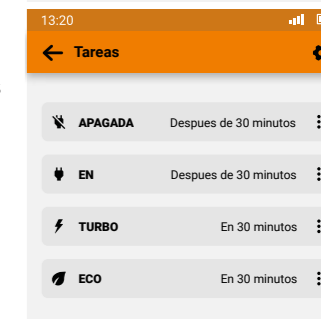 13:20
Tareas
APAGADA Despues de 30 minutos
EN Despues de 30 minutos
TURBO En 30 minutos
ECO En 30 minutos